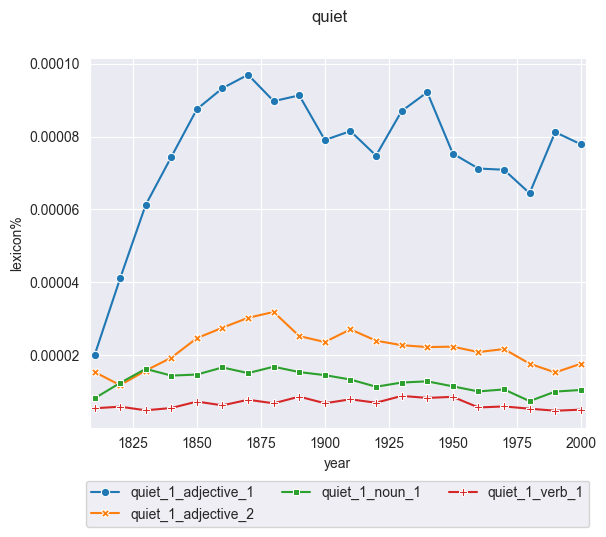 quiet
0.00010
0.00008
0.00006
0.00004
0.00002
lexicon%
1825 1850 1875 1900 1925 1950 1975 2000
year
quiet_1_adjective_1 quiet_1_noun_1 quiet_1_verb_1
quiet_1_adjective_2